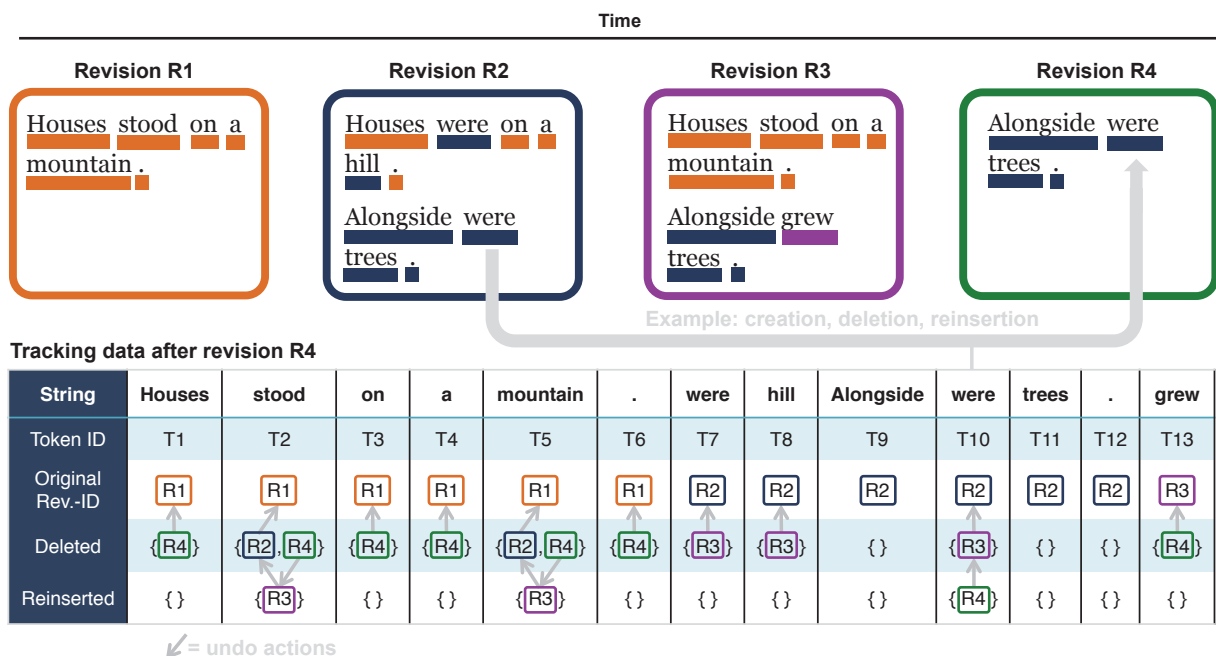 Time
Revision R1 Revision R2 Revision R3 Revision R4
Houses stood on a
mountain .
Houses were on a
hill .
Alongside were
trees .
Houses stood on a
mountain .
Alongside grew
trees .
Alongside were
trees .
Example: creation, deletion, reinsertion
Tracking data after revision R4
String Houses stood on a mountain . were hill Alongside were trees . grew
Token ID T1 T2 T3 T4 T5 T6 T7 T8 T9 T10 T11 T12 T13
Original
Rev.-ID R1 R1 R1 R1 R1 R1 R2 R2 R2 R2 R2 R2 R3
Deleted {R4} {R2,R4} {R4} {R4} {R2,R4} {R4} {R3} {R3} { } {R3} { } { } {R4}
Reinserted { } {R3} { } { } {R3} { } { } { } { } {R4} { } { } { }
= undo actions